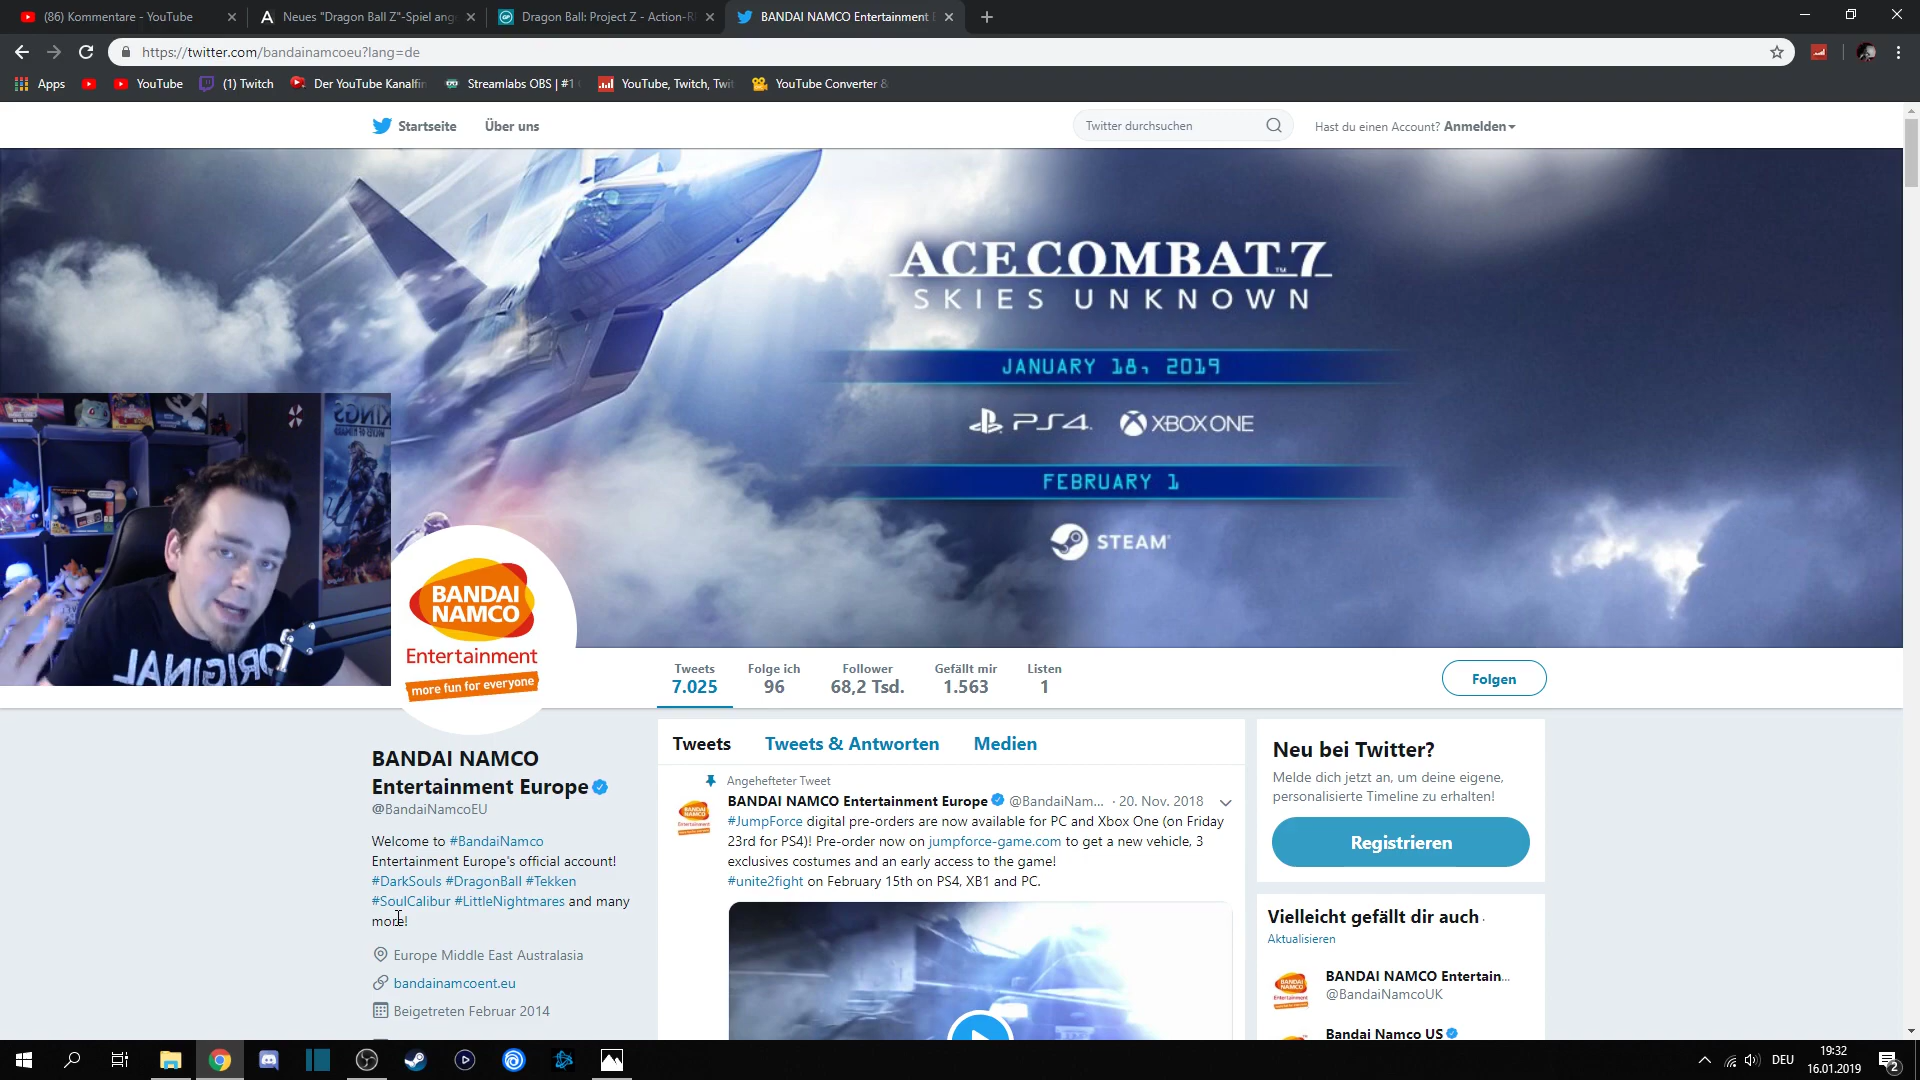 (86) Kommentare - YouTube
Neues "Dragon Ball Z"-Spiel ang
Dragon Ball: Project Z - Action-R
BANDAI NAMCO Entertainment E
https://twitter.com/bandainamcoeu?lang=de
Apps
YouTube
(1) Twitch
Der YouTube Kanalfin
Streamlabs OBS | #1
YouTube, Twitch, Twit
YouTube Converter &
Startseite
Über uns
Twitter durchsuchen
Hast du einen Account? Anmelden
ACE COMBAT 7
SKIES UNKNOWN
JANUARY 18, 2019
PS4
XBOX ONE
FEBRUARY 1
STEAM
ORIGINAL
BANDAI
NAMCO
Entertainment
more fun for everyone
Tweets
7.025
Folge ich
96
Follower
68,2 Tsd.
Gefällt mir
1.563
Listen
1
Folgen
BANDAI NAMCO
Entertainment Europe
@BandaiNamcoEU
Welcome to #BandaiNamco
Entertainment Europe's official account!
#DarkSouls #DragonBall #Tekken
#SoulCalibur #LittleNightmares and many
more!
Europe Middle East Australasia
bandainamcoent.eu
Beigetreten Februar 2014
Tweets
Tweets & Antworten
Medien
Angehefteter Tweet
BANDAI NAMCO Entertainment Europe @BandaiNam... · 20. Nov. 2018
#JumpForce digital pre-orders are now available for PC and Xbox One (on Friday
23rd for PS4)! Pre-order now on jumpforce-game.com to get a new vehicle, 3
exclusives costumes and an early access to the game!
#unite2fight on February 15th on PS4, XB1 and PC.
Neu bei Twitter?
Melde dich jetzt an, um deine eigene,
personalisierte Timeline zu erhalten!
Registrieren
Vielleicht gefällt dir auch ·
Aktualisieren
BANDAI NAMCO Entertain...
@BandaiNamcoUK
Bandai Namco US
DEU
19:32
16.01.2019
2